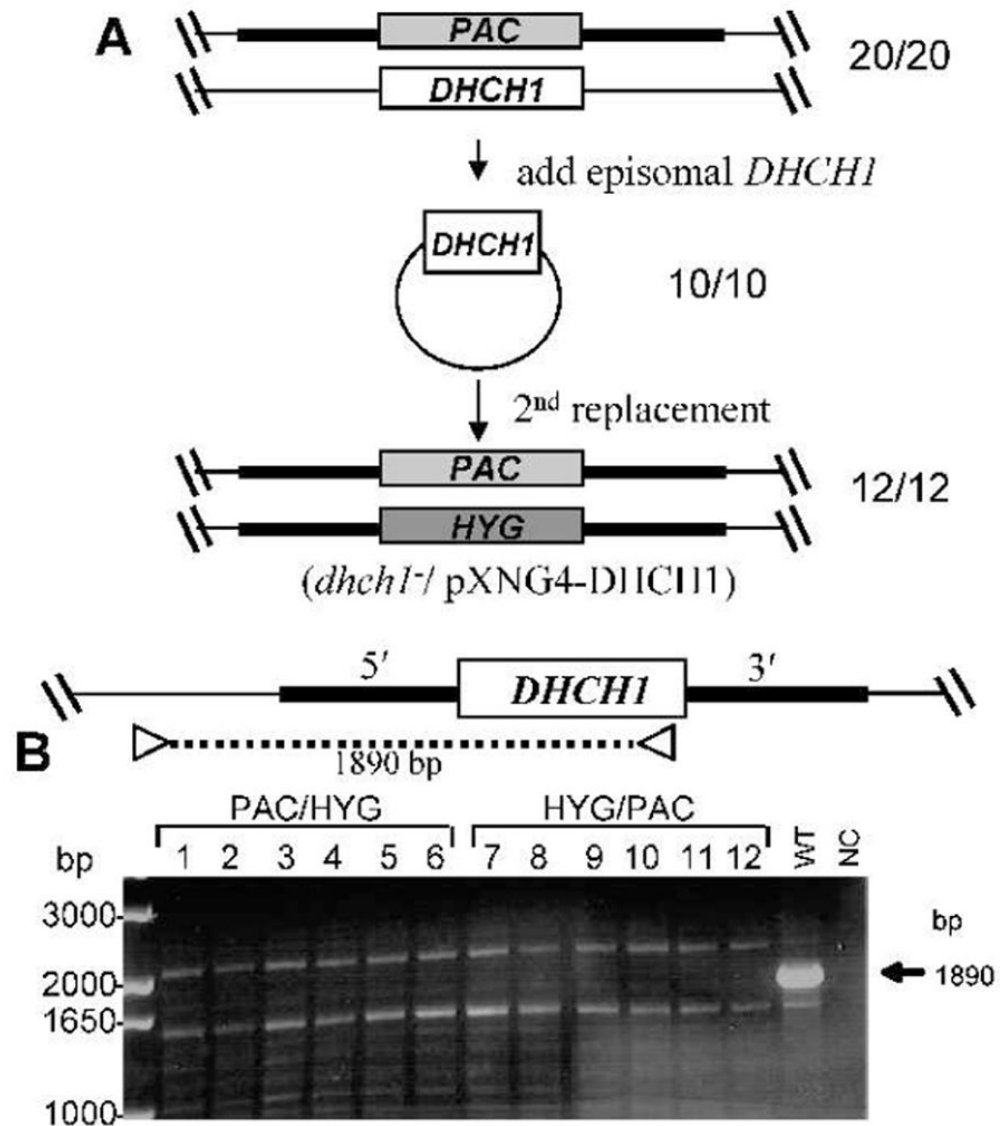 A
PAC
20/20
DHCH1
add episomal DHCH1
DHCH1
10/10
2nd replacement
PAC
12/12
HYG
(dhch1-/ pXNG4-DHCH1)
5' 3'
DHCH1
B
1890 bp
PAC/HYG HYG/PAC
bp 1 2 3 4 5 6 7 8 9 10 11 12 WT NC
3000
bp
2000
1890
1650
1000